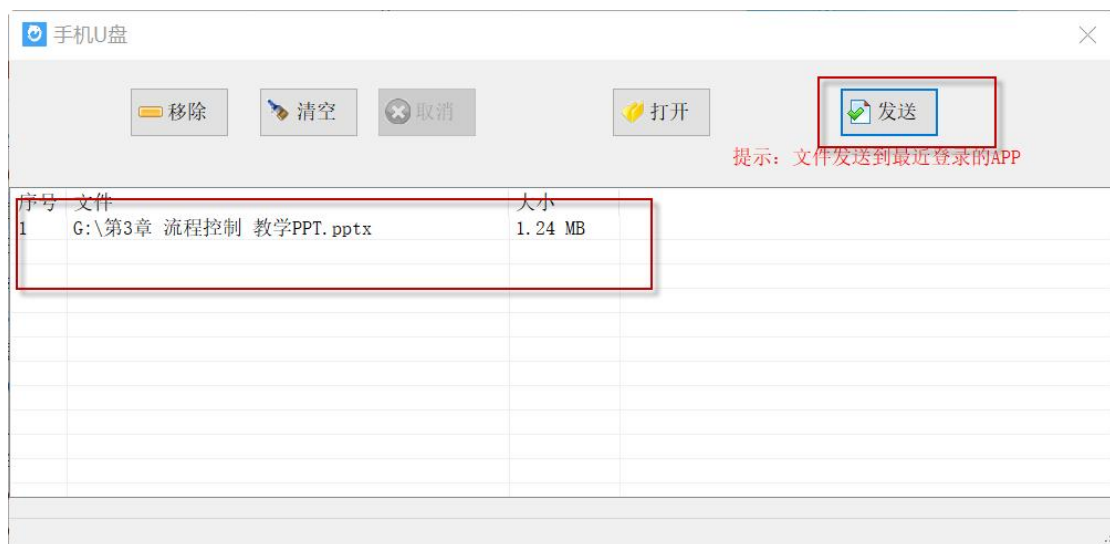 手机U盘
移除 清空 取消 打开 发送
提示：文件发送到最近登录的APP
序号 文件 大小
1 G:\第3章 流程控制 教学PPT.pptx 1.24 MB